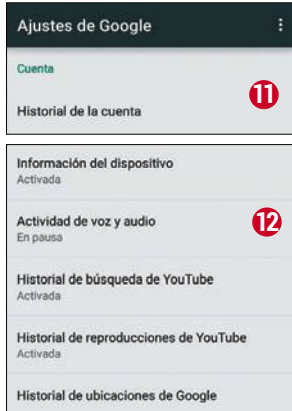 Ajustes de Google
Cuenta
Historial de la cuenta
11
Información del dispositivo
Activada
Actividad de voz y audio
En pausa
12
Historial de búsqueda de YouTube
Activada
Historial de reproducciones de YouTube
Activada
Historial de ubicaciones de Google